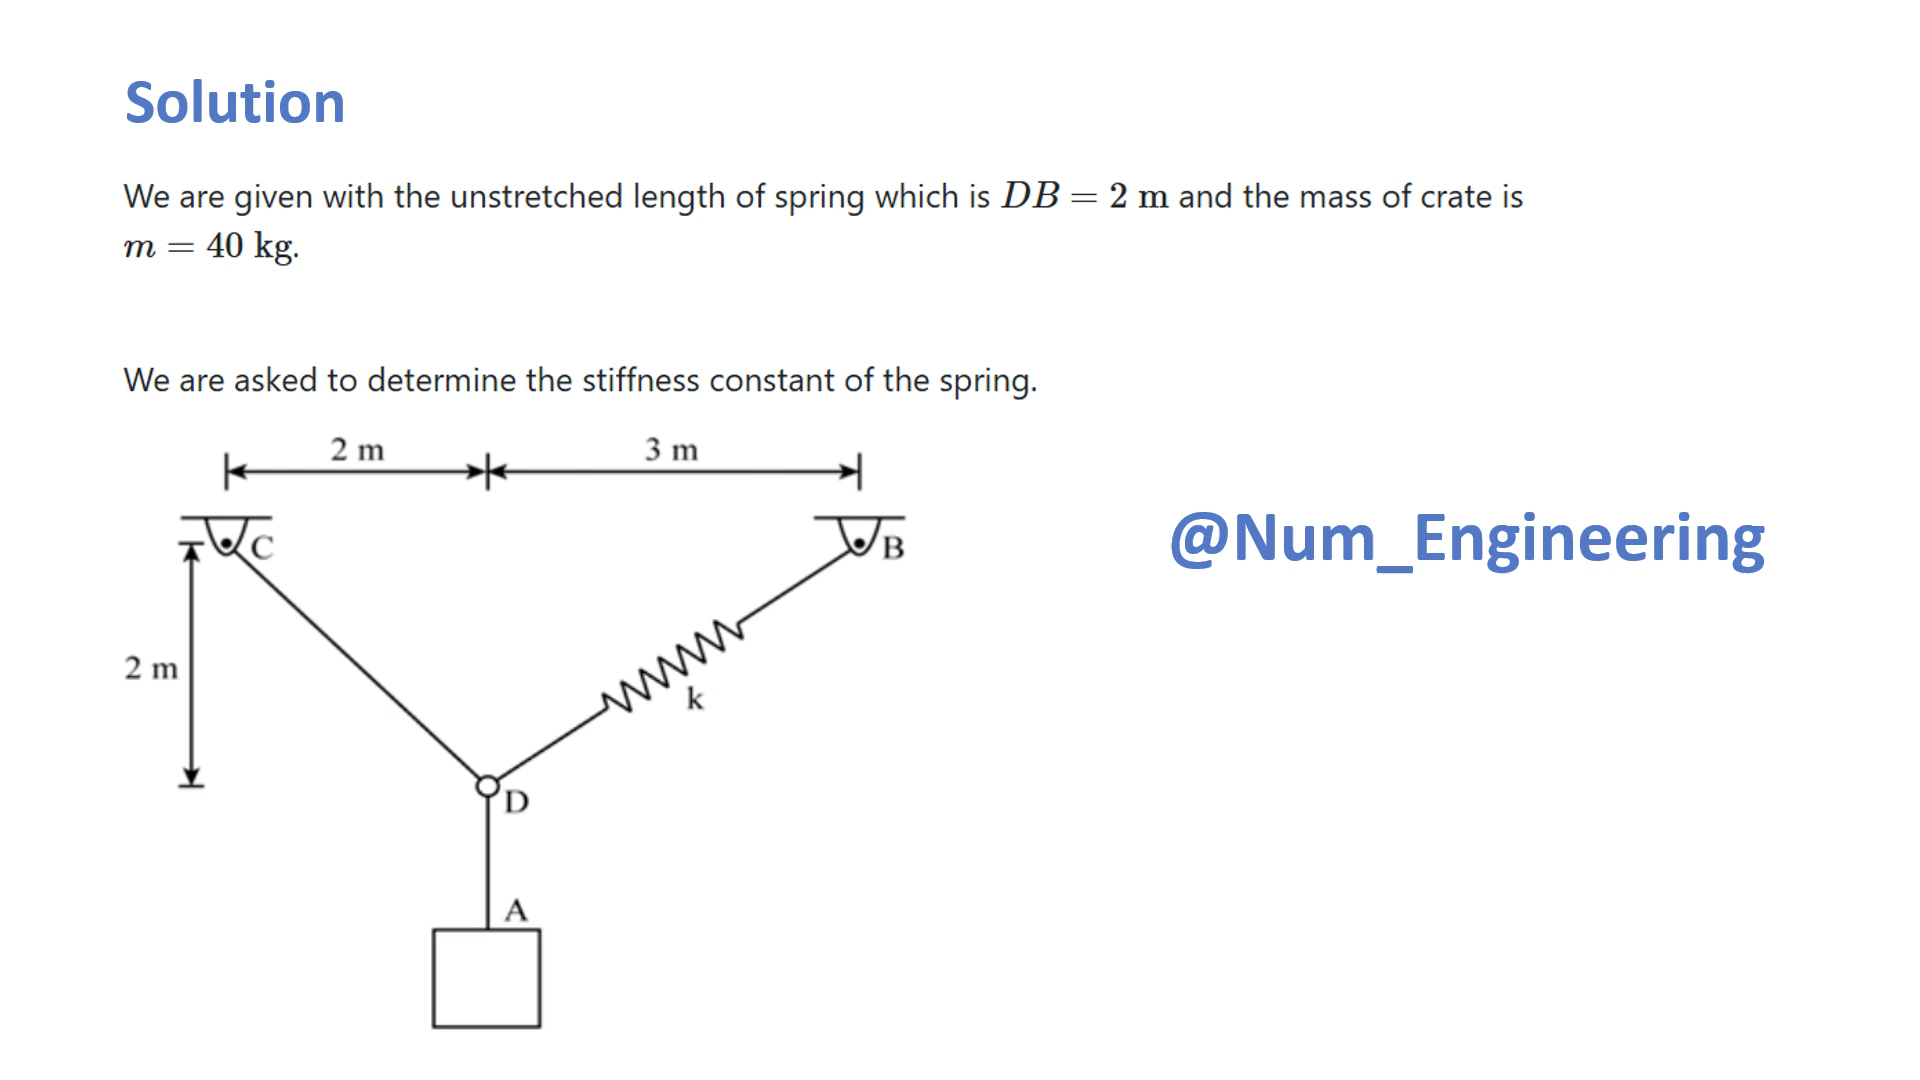 Solution
We are given with the unstretched length of spring which is DB = 2 m and the mass of crate is
m = 40 kg.
We are asked to determine the stiffness constant of the spring.
2 m
3 m
C
B
@Num_Engineering
2 m
k
D
A